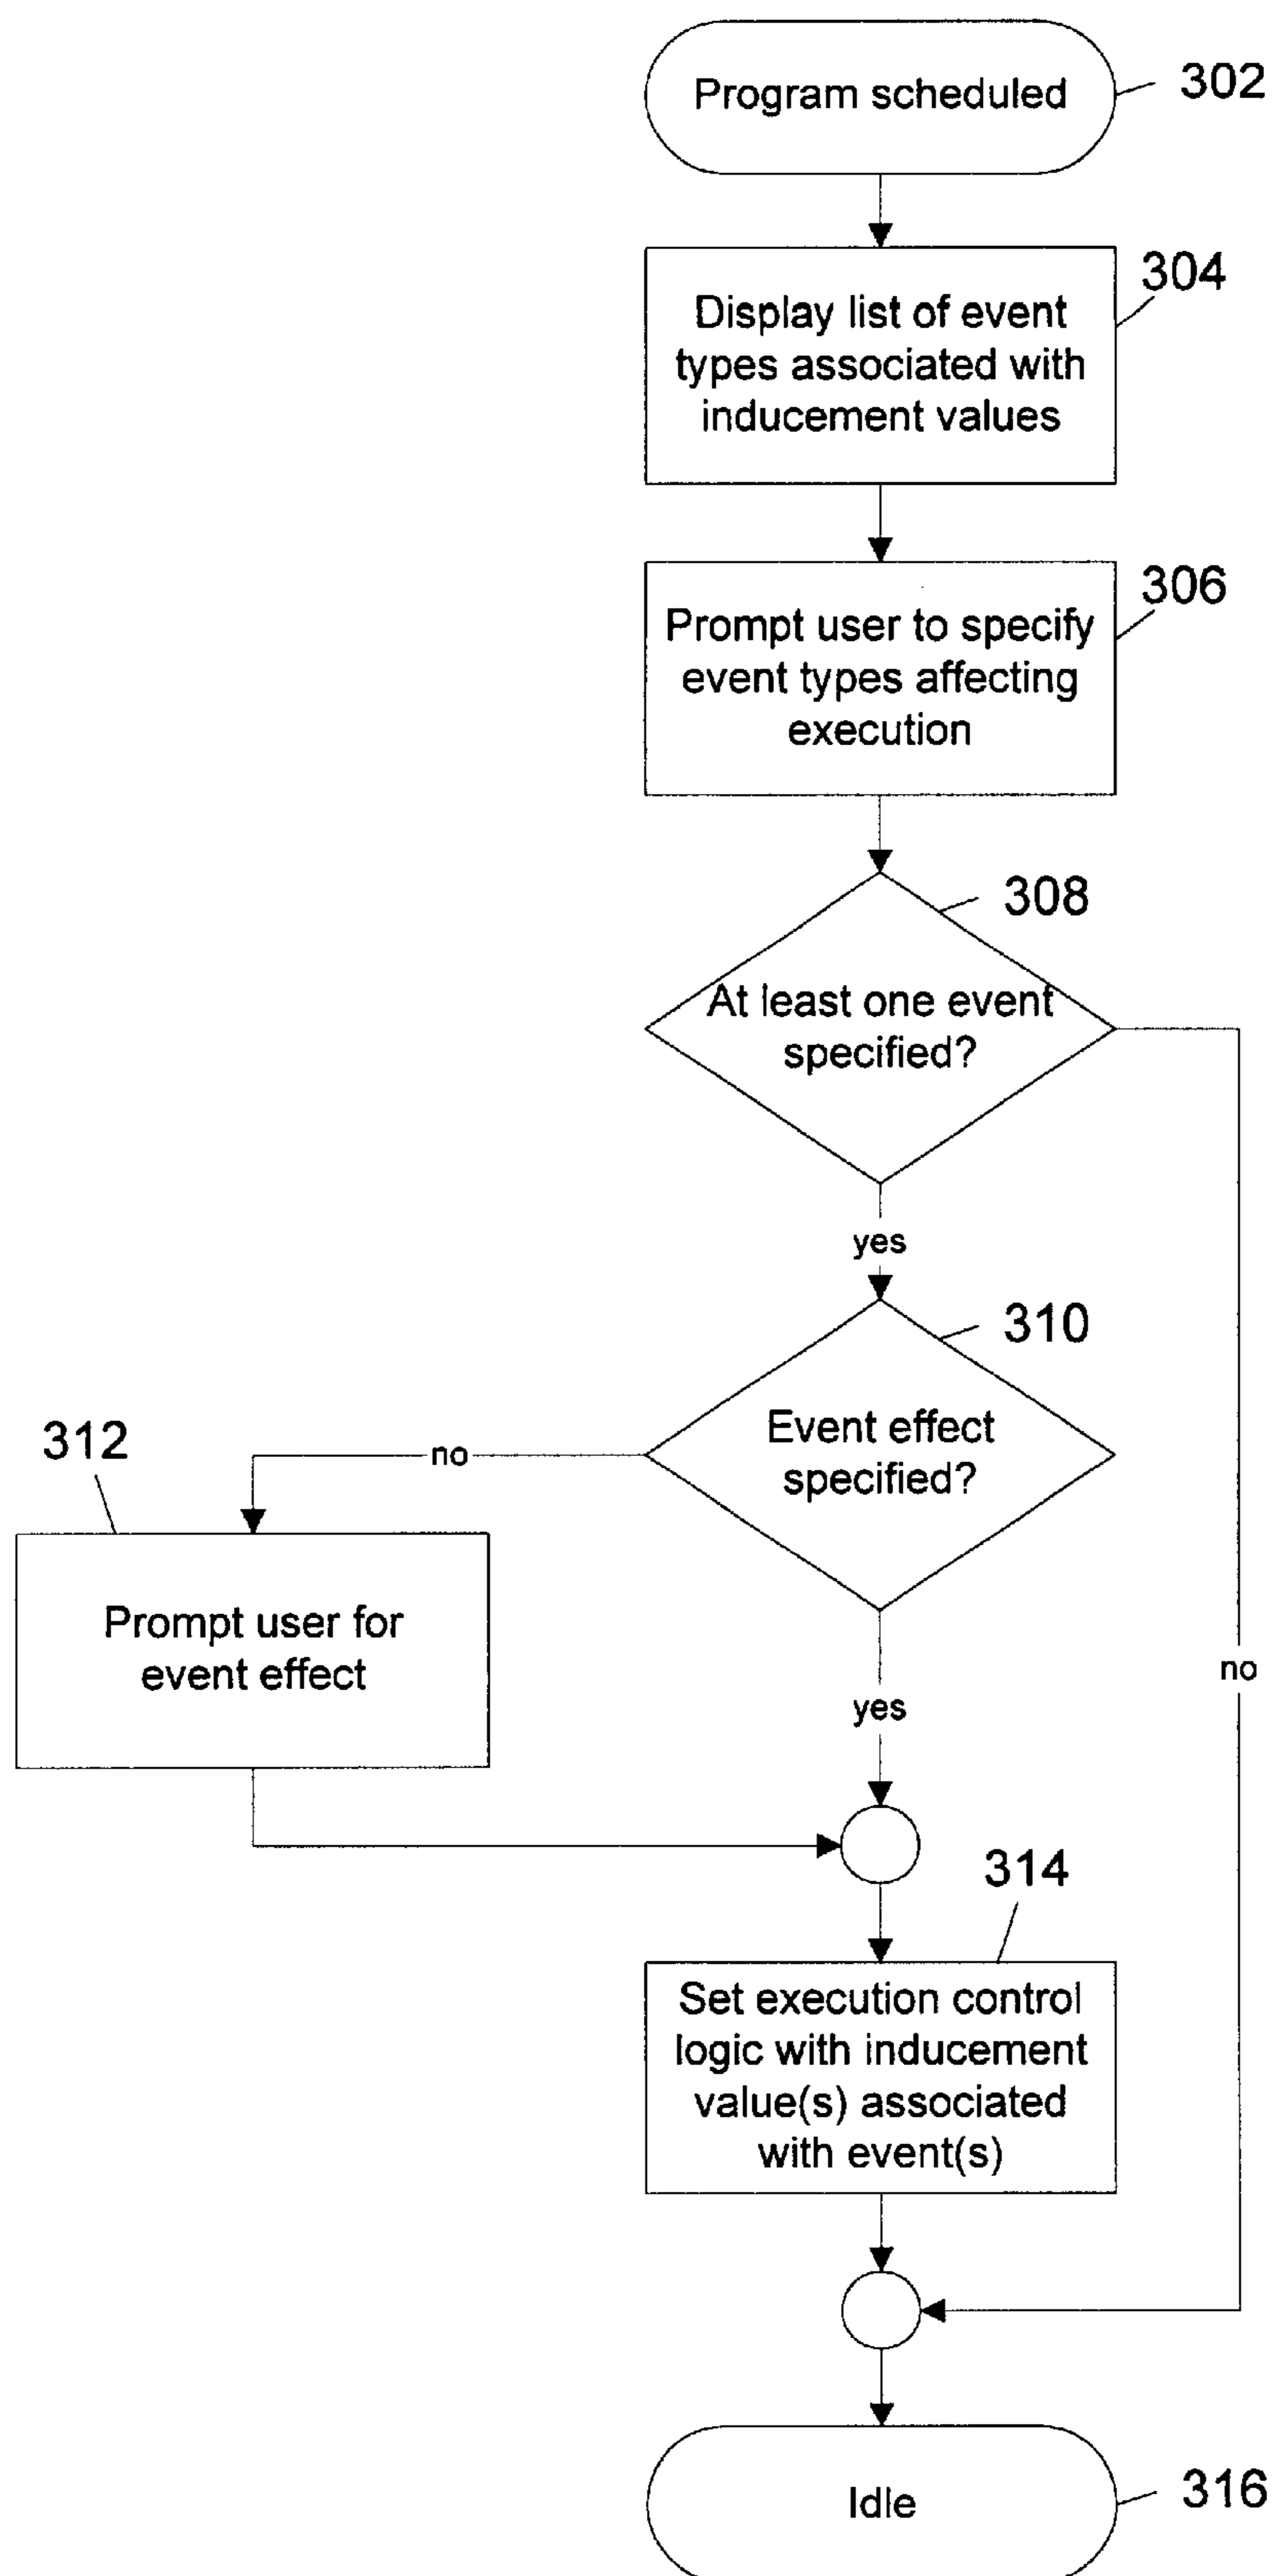 Program scheduled
302
Display list of event
types associated with
inducement values
304
Prompt user to specify
event types affecting
execution
306
308
At least one event
specified?
yes
310
Event effect
specified?
312
no
Prompt user for
event effect
yes
no
314
Set execution control
logic with inducement
value(s) associated
with event(s)
Idle
316